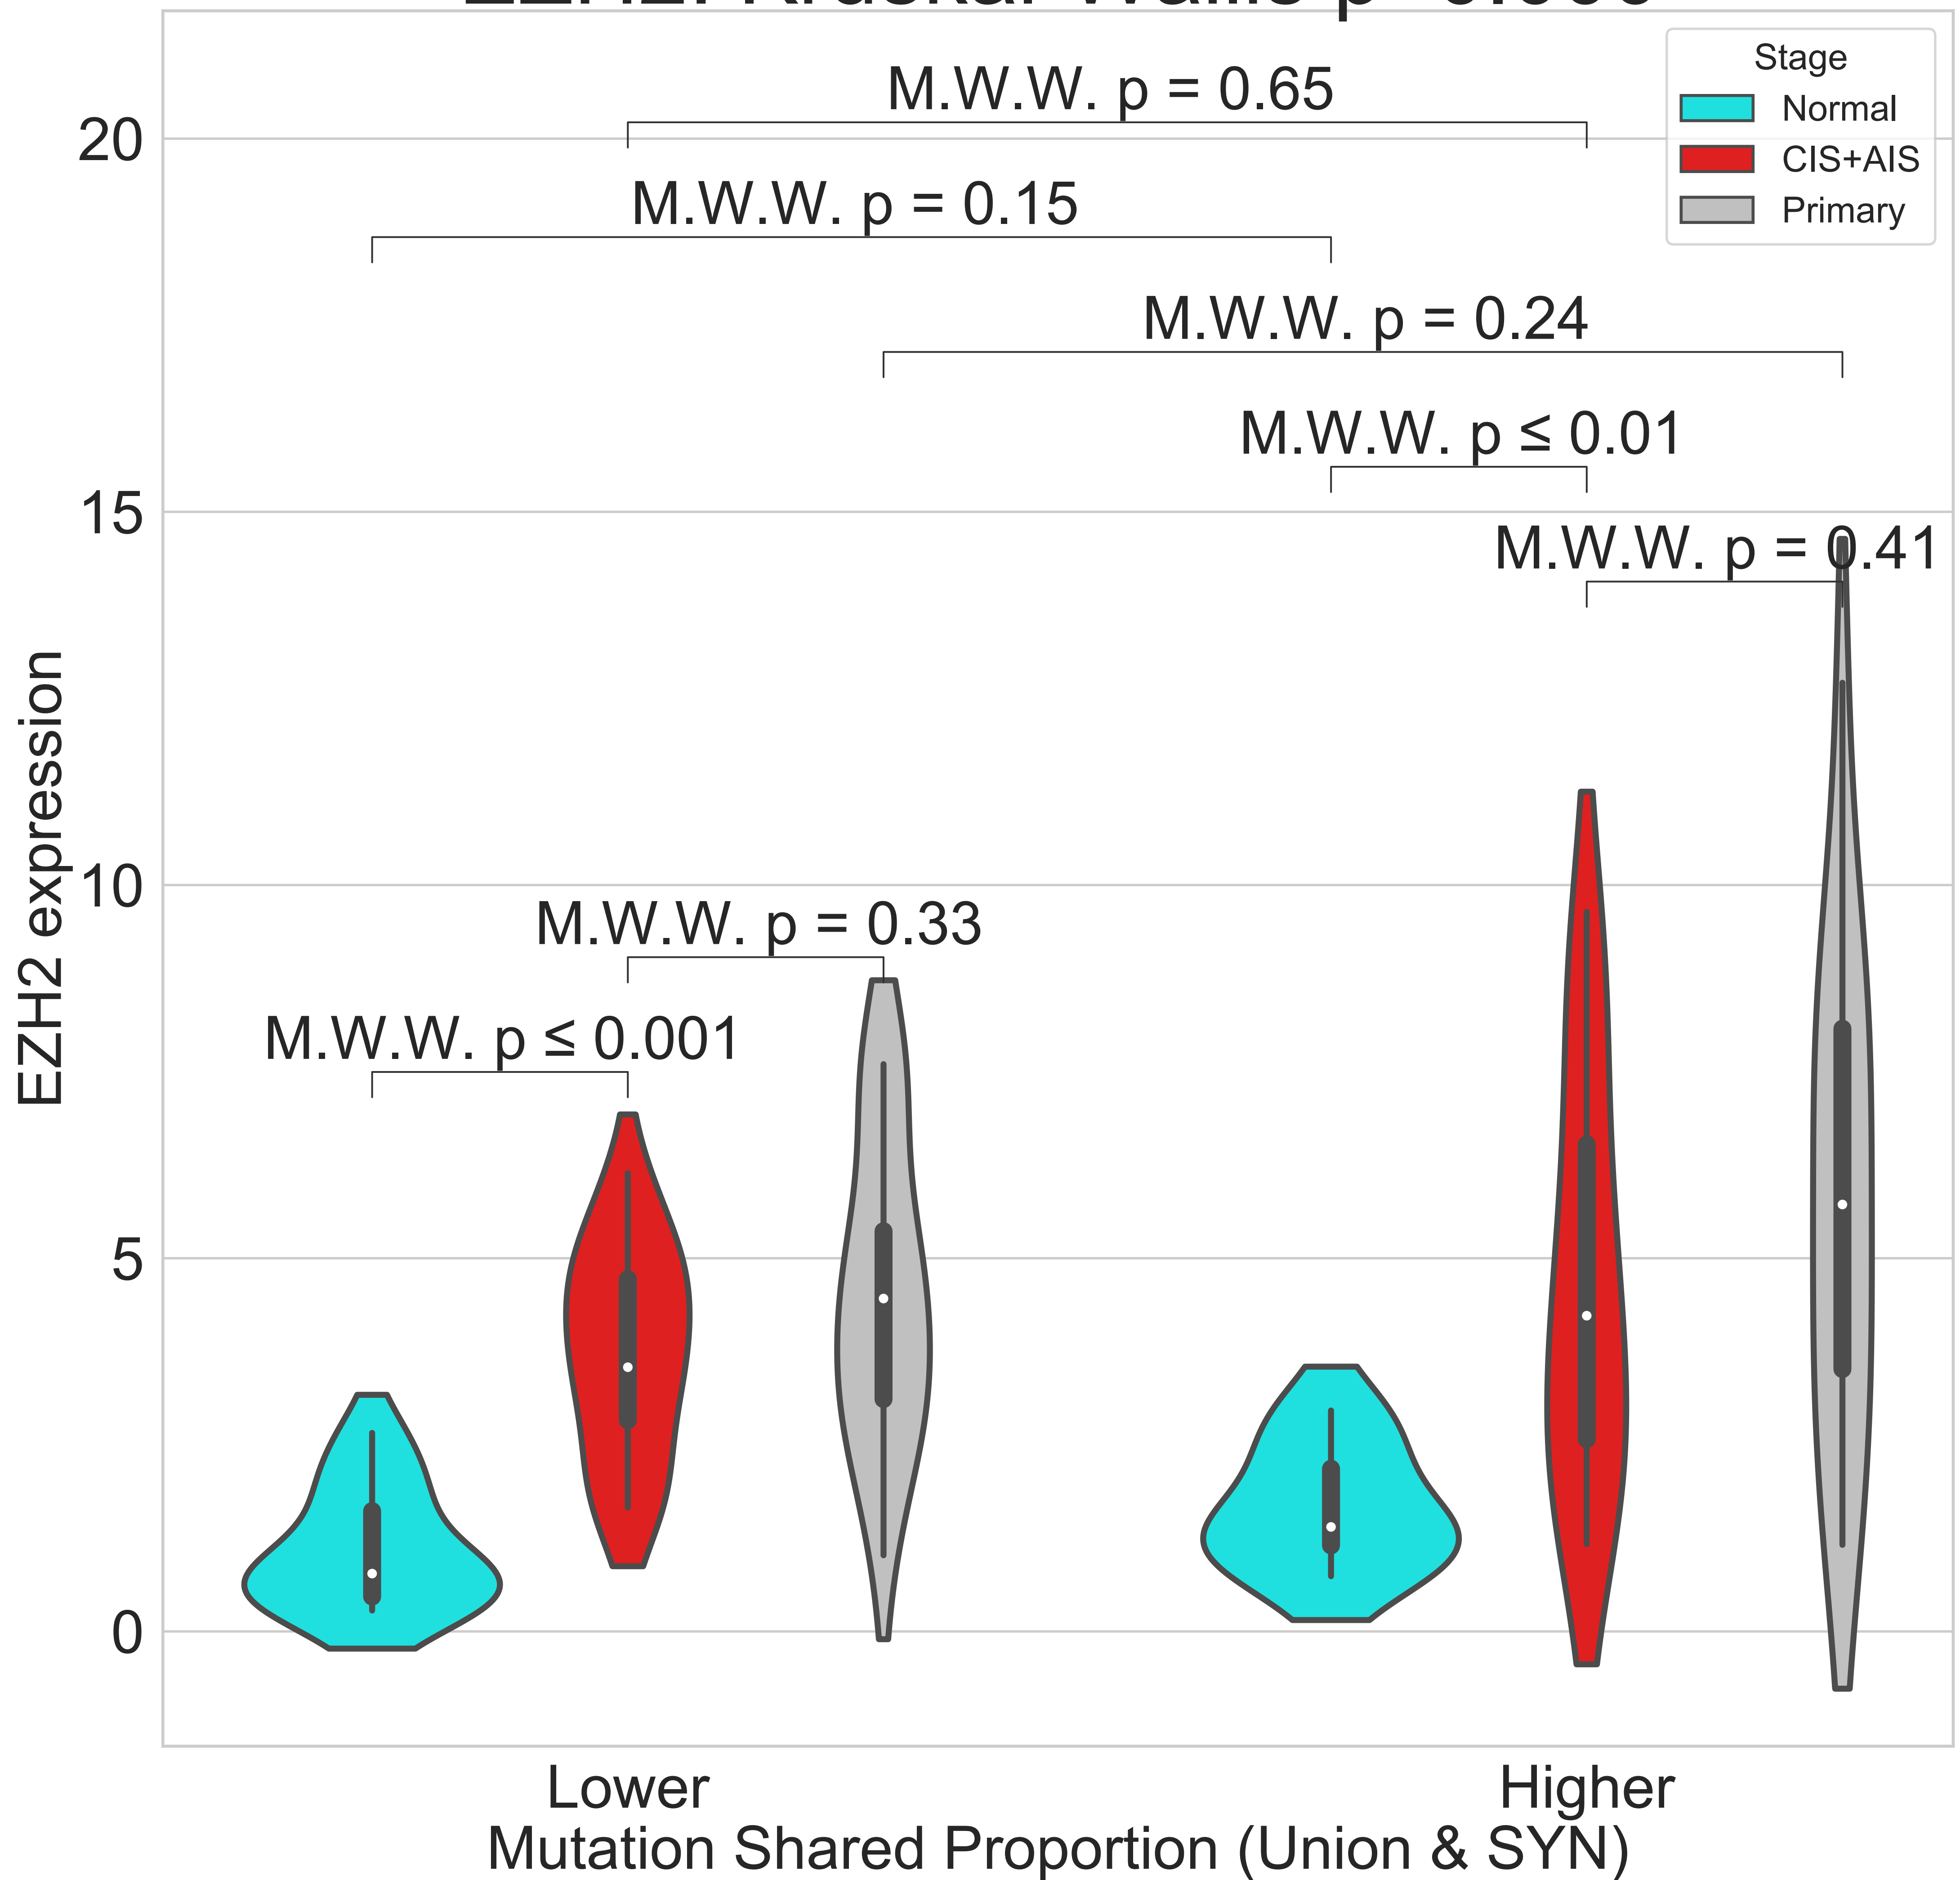 Stage
Normal
CIS+AIS
Primary
M.W.W. p = 0.65
M.W.W. p = 0.15
M.W.W. p = 0.24
M.W.W. p ≤ 0.01
M.W.W. p = 0.41
M.W.W. p = 0.33
M.W.W. p ≤ 0.001
EZH2 expression
20
15
10
5
0
Lower
Higher
Mutation Shared Proportion (Union & SYN)